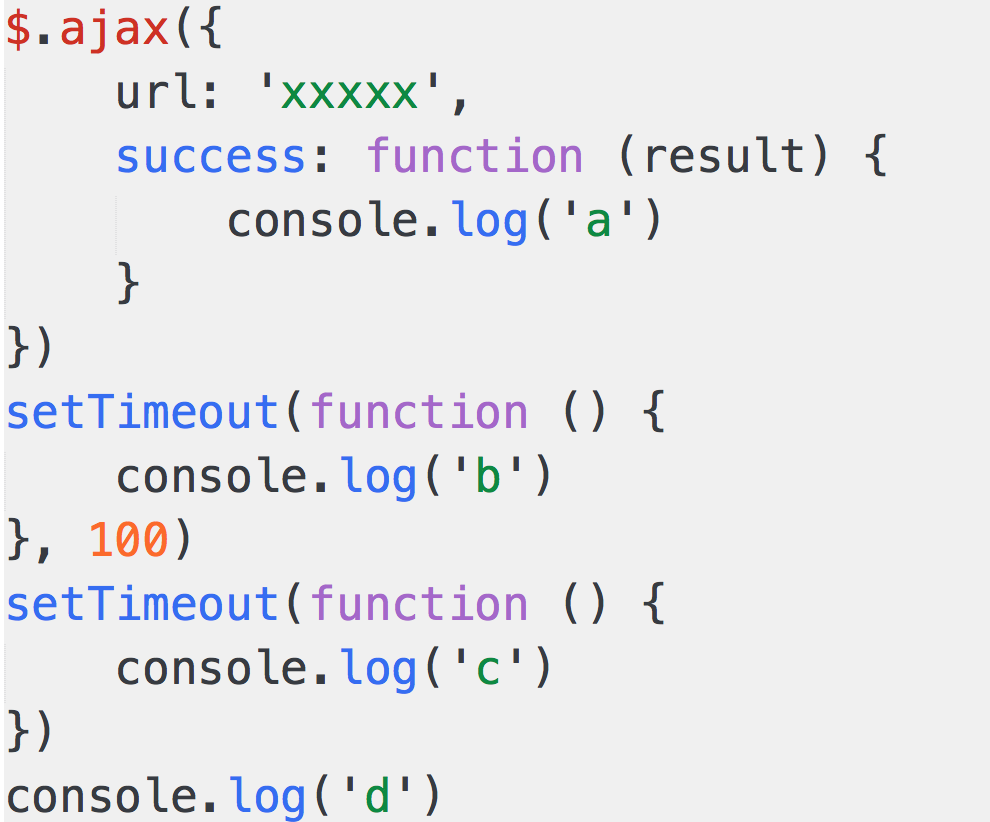 $.ajax({
    url: 'xxxxx',
    success: function (result) {
        console.log('a')
    }
})
setTimeout(function () {
    console.log('b')
}, 100)
setTimeout(function () {
    console.log('c')
})
console.log('d')